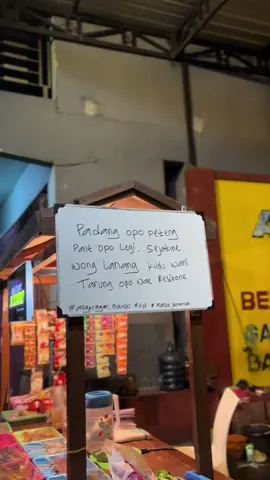 Padang opo peteng
Pait opo legi. Sejatine
wong Lanang kudu wani
Tarung opo wae Resikone
BE